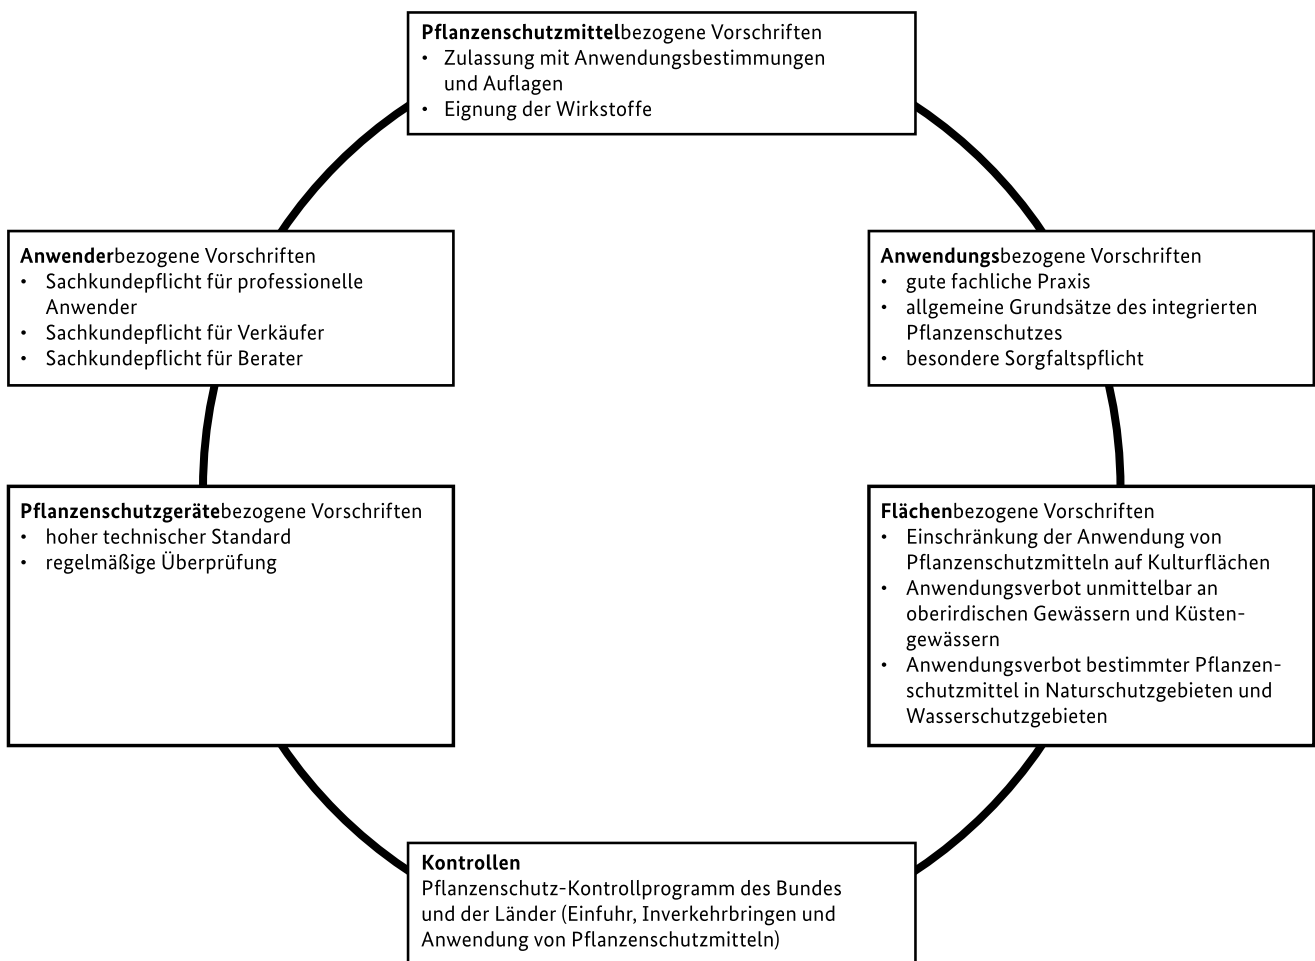 Pflanzenschutzmittelbezogene Vorschriften
• Zulassung mit Anwendungsbestimmungen
und Auflagen
• Eignung der Wirkstoffe
Anwenderbezogene Vorschriften
• Sachkundepflicht für professionelle
Anwender
• Sachkundepflicht für Verkäufer
• Sachkundepflicht für Berater
Anwendungsbezogene Vorschriften
• gute fachliche Praxis
• allgemeine Grundsätze des integrierten
Pflanzenschutzes
• besondere Sorgfaltspflicht
Pflanzenschutzgerätebezogene Vorschriften
• hoher technischer Standard
• regelmäßige Überprüfung
Flächenbezogene Vorschriften
• Einschränkung der Anwendung von
Pflanzenschutzmitteln auf Kulturflächen
• Anwendungsverbot unmittelbar an
oberirdischen Gewässern und Küsten-
gewässern
• Anwendungsverbot bestimmter Pflanzen-
schutzmittel in Naturschutzgebieten und
Wasserschutzgebieten
Kontrollen
Pflanzenschutz-Kontrollprogramm des Bundes
und der Länder (Einfuhr, Inverkehrbringen und
Anwendung von Pflanzenschutzmitteln)